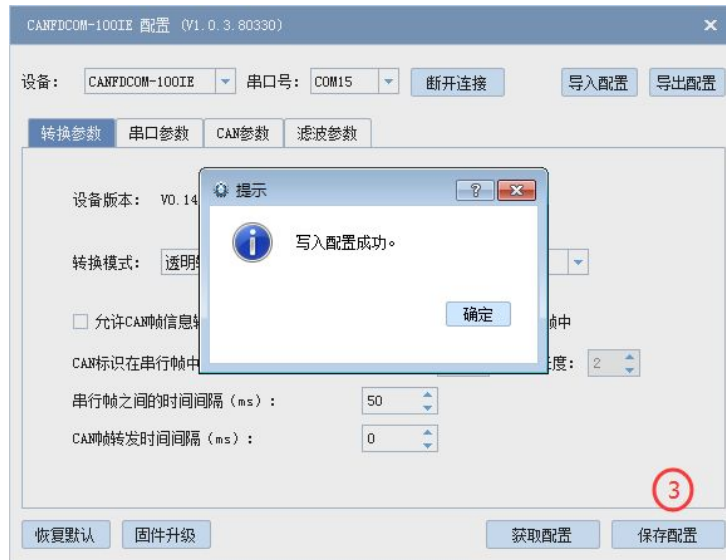 CANFDCOM-100IE 配置 (V1.0.3.80330)
设备： CANFDCOM-100IE 串口号： COM15 断开连接 导入配置 导出配置
转换参数 串口参数 CAN参数 滤波参数
提示
设备版本： V0.14
写入配置成功。
转换模式： 透明
确定
允许CAN帧信息 帧中
CAN标识在串行帧中 度： 2
串行帧之间的时间间隔（ms）： 50
CAN帧转发时间间隔（ms）： 0
3
恢复默认 固件升级 获取配置 保存配置